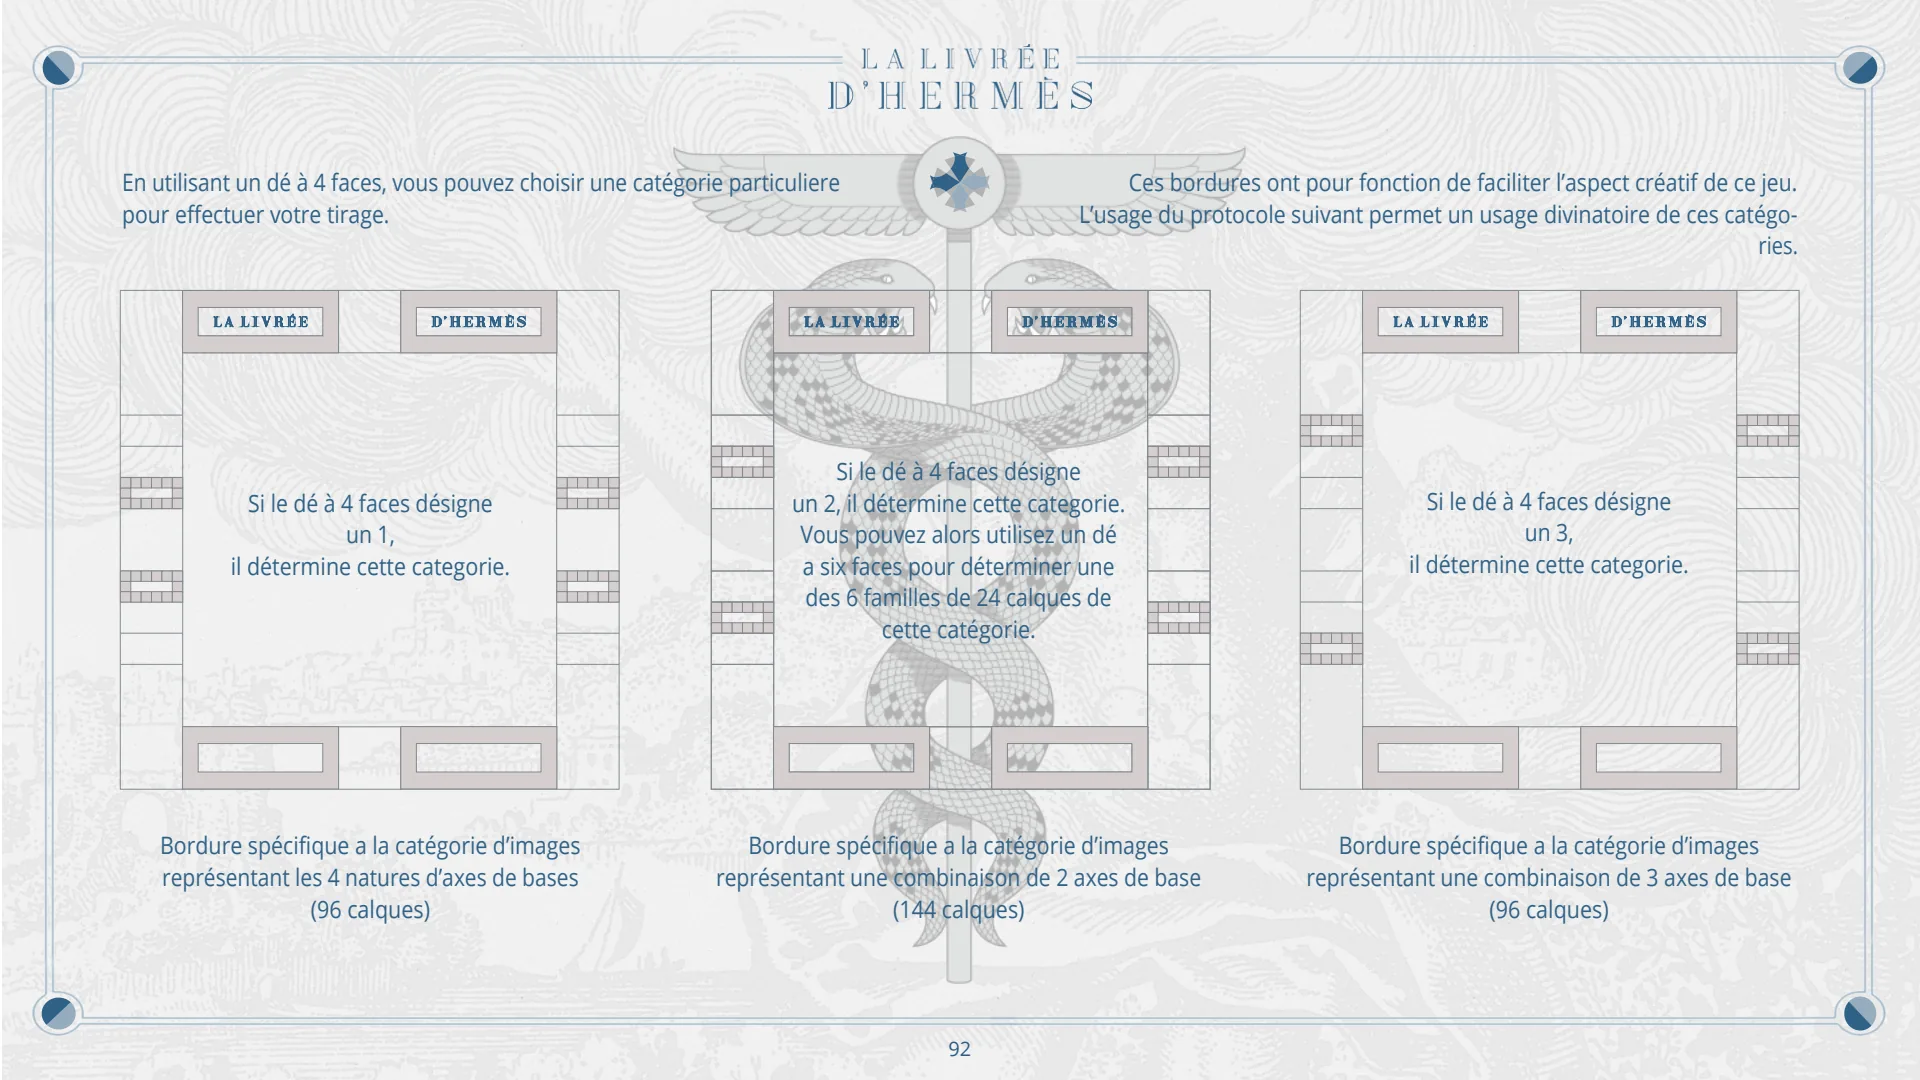 LA LIVRÉE
D'HERMÈS
En utilisant un dé à 4 faces, vous pouvez choisir une catégorie particuliere
pour effectuer votre tirage.
Ces bordures ont pour fonction de faciliter l’aspect créatif de ce jeu.
L’usage du protocole suivant permet un usage divinatoire de ces catégo-
ries.
LA LIVRÉE
D'HERMÈS
Si le dé à 4 faces désigne
un 1,
il détermine cette categorie.
Bordure spécifique a la catégorie d’images
représentant les 4 natures d’axes de bases
(96 calques)
LA LIVRÉE
D'HERMÈS
Si le dé à 4 faces désigne
un 2, il détermine cette categorie.
Vous pouvez alors utilisez un dé
a six faces pour déterminer une
des 6 familles de 24 calques de
cette catégorie.
Bordure spécifique a la catégorie d’images
représentant une combinaison de 2 axes de base
(144 calques)
LA LIVRÉE
D'HERMÈS
Si le dé à 4 faces désigne
un 3,
il détermine cette categorie.
Bordure spécifique a la catégorie d’images
représentant une combinaison de 3 axes de base
(96 calques)
92